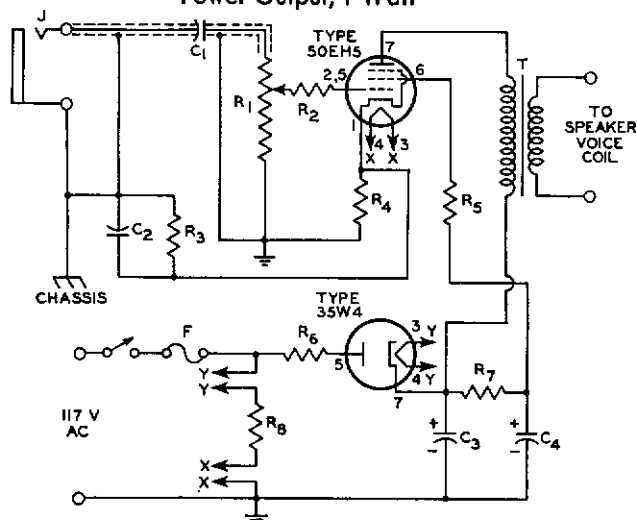 Power Output, 1 Watt
J
C1
TYPE
50EH5
7
2,5
6
R1
R2
1
4
3
X
X
T
TO
SPEAKER
VOICE
COIL
R4
R5
C2
R3
CHASSIS
TYPE
35W4
F
R6
5
3
Y
4
Y
7
R7
Y
Y
117 V
AC
R8
+
-
C3
+
-
C4
X
X